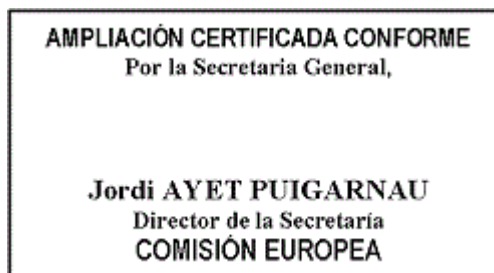 AMPLIACIÓN CERTIFICADA CONFORME
Por la Secretaria General,
Jordi AYET PUIGARNAU
Director de la Secretaría
COMISIÓN EUROPEA